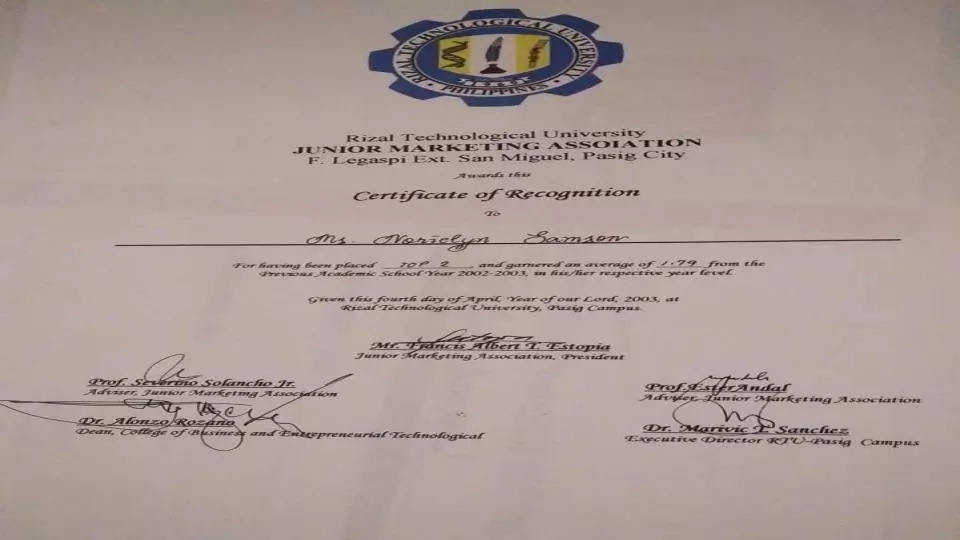 RIZAL TECHNOLOGICAL UNIVERSITY
1969
PHILIPPINES
Rizal Technological University
JUNIOR MARKETING ASSOIATION
F. Legaspi Ext. San Miguel, Pasig City
Awards this
Certificate of Recognition
To
Ms. Norielyn Samson
For having been placed TOP 2, and garnered an average of 1.79 from the
Previous Academic School Year 2002-2003, in his/her respective year level.
Given this fourth day of April, Year of our Lord, 2003, at
Rizal Technological University, Pasig Campus.
Mr. Francis Albert T. Estopia
Junior Marketing Association, President
Prof. Severino Solancho Jr.
Adviser, Junior Marketing Association
Prof. Ester Andal
Adviser, Junior Marketing Association
Dr. Alonzo Rozano
Dean, College of Business and Entrepreneurial Technological
Dr. Marivic T. Sanchez
Executive Director RTU-Pasig Campus